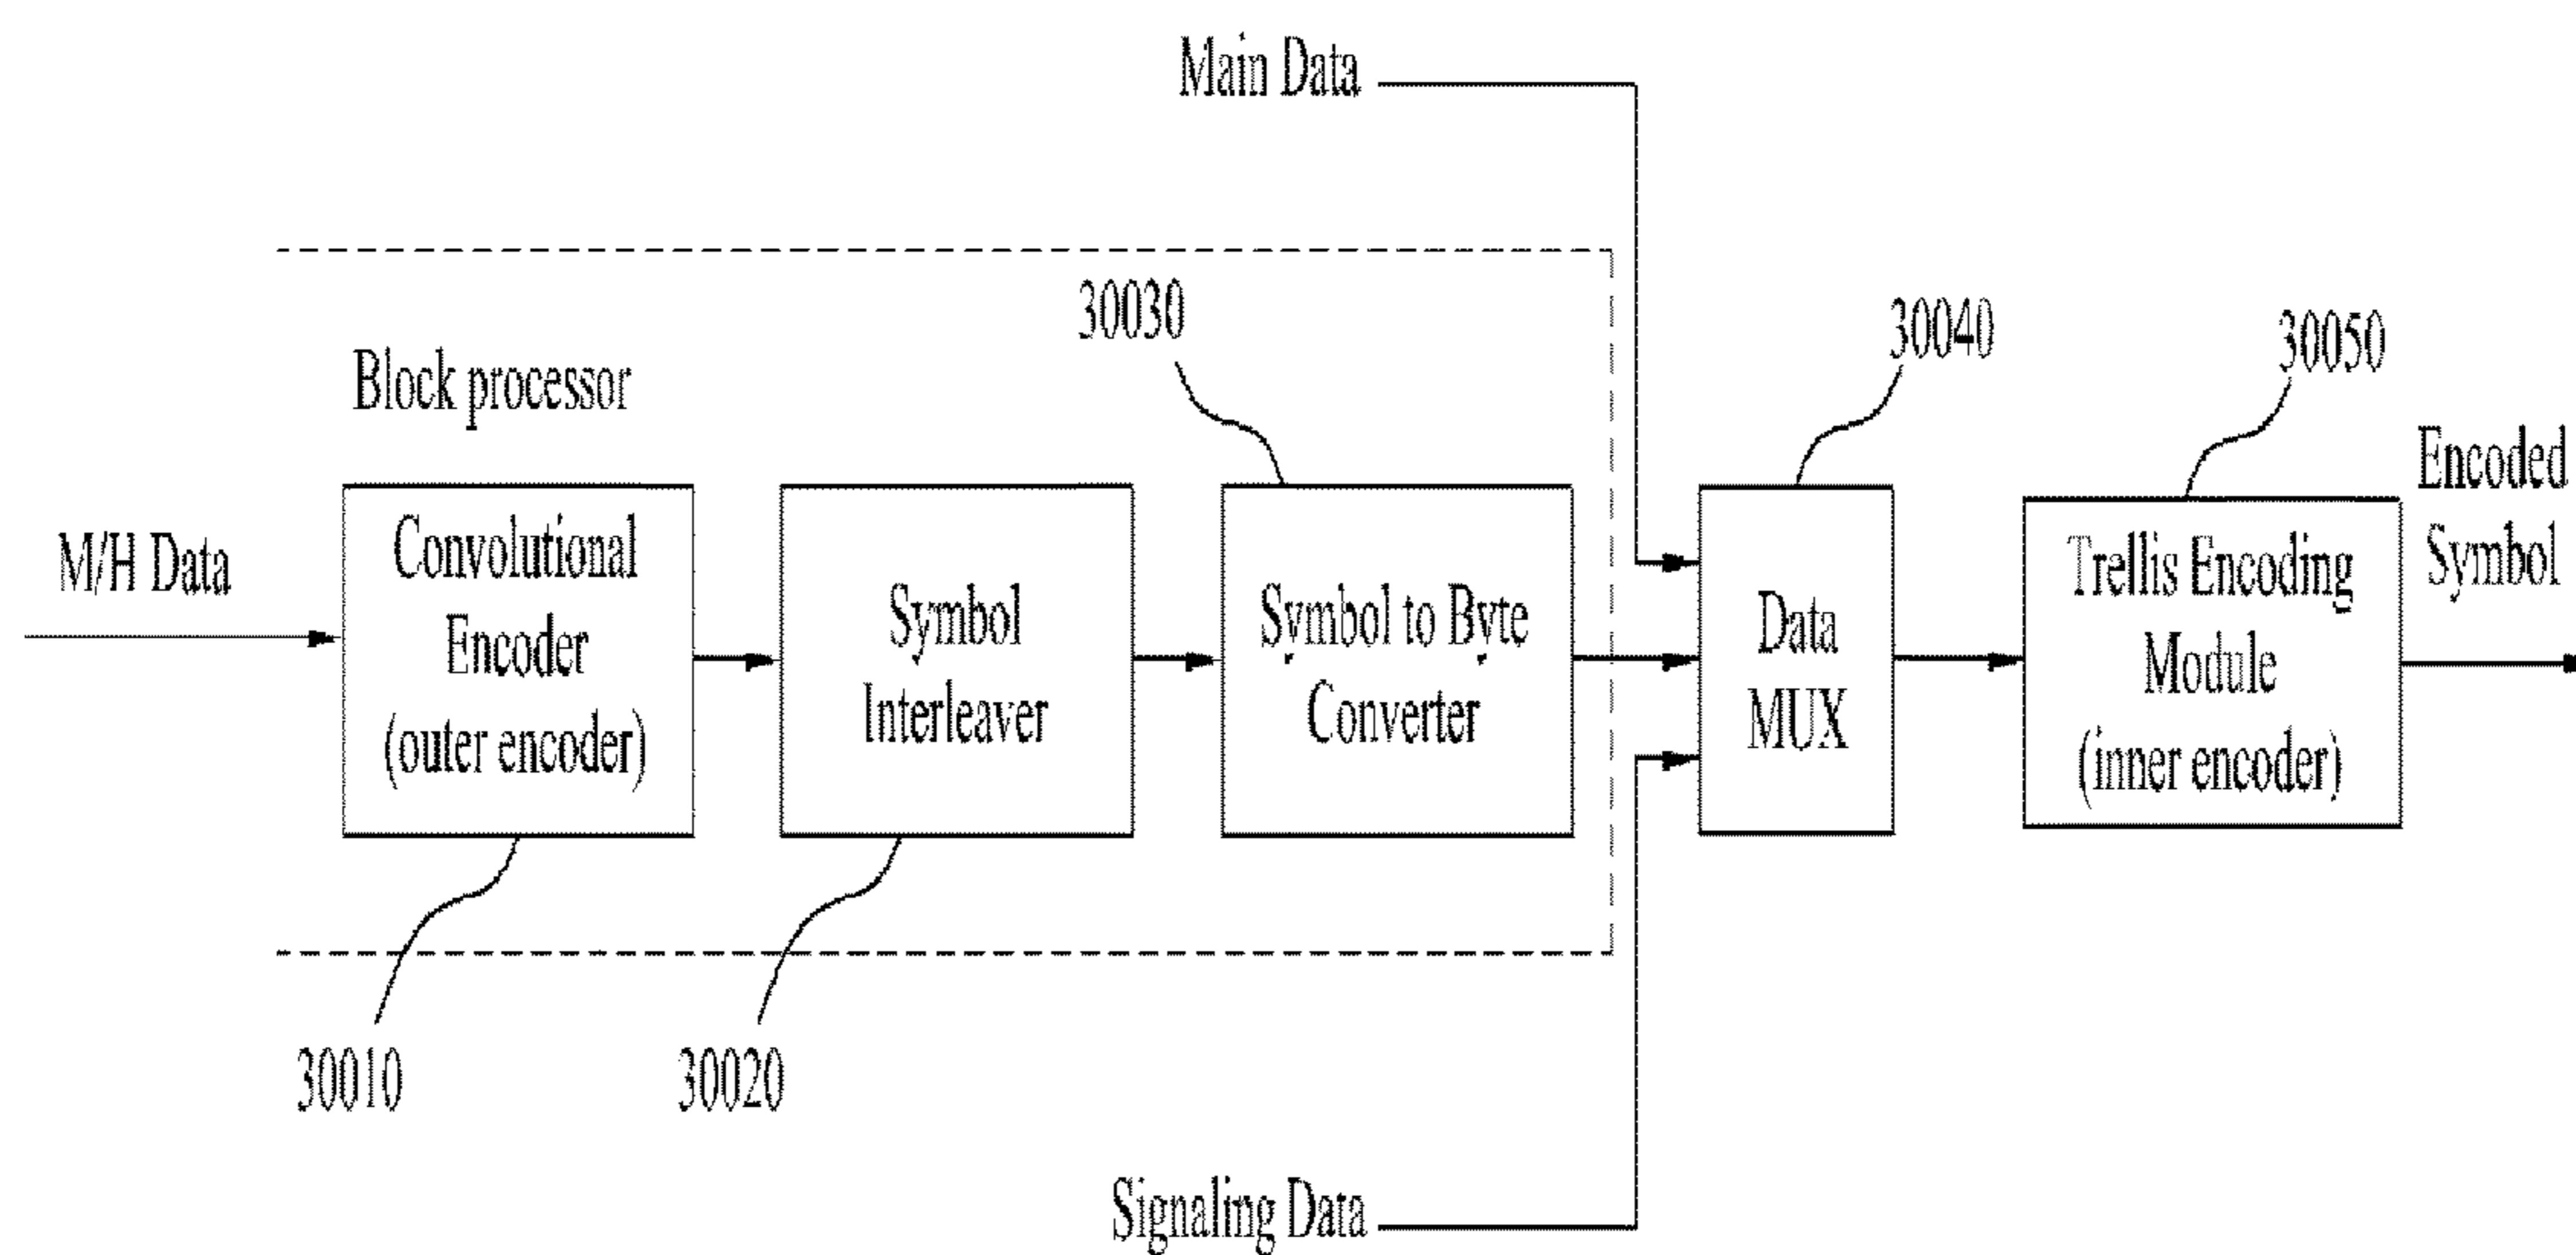 Main Data
30030
30040
30050
Block processor
Encoded
Symbol
M/H Data
Convolutional
Encoder
(outer encoder)
Symbol
Interleaver
Symbol to Byte
Converter
Data
MUX
Trellis Encoding
Module
(inner encoder)
30010
30020
Signaling Data